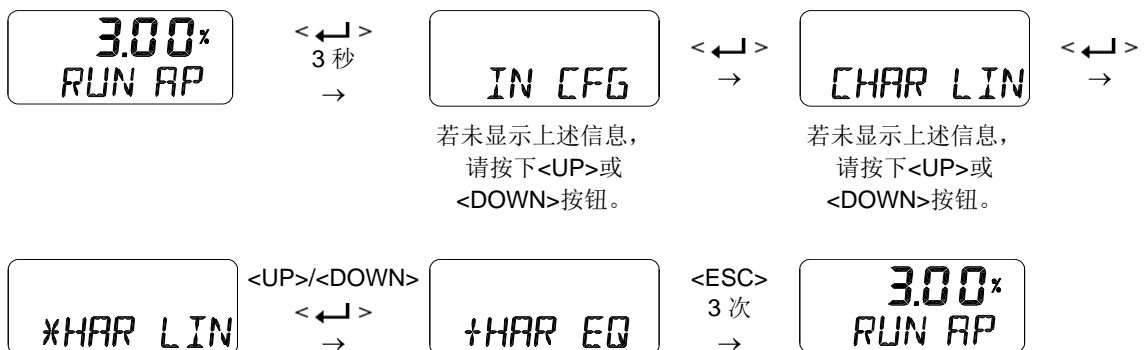 3.00%
RUN AP
< ↵ >
3 秒
→
IN CFG
若未显示上述信息，
请按下<UP>或
<DOWN>按钮。
< ↵ >
→
CHAR LIN
若未显示上述信息，
请按下<UP>或
<DOWN>按钮。
< ↵ >
→
*HAR LIN
<UP>/<DOWN>
< ↵ >
→
+HAR EQ
<ESC>
3 次
→
3.00%
RUN AP